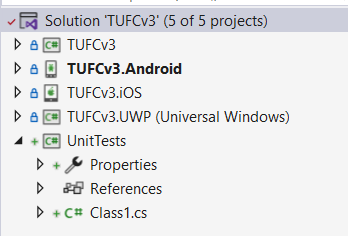 Solution 'TUFCv3' (5 of 5 projects)
C# TUFCv3
TUFCv3.Android
TUFCv3.iOS
C# TUFCv3.UWP (Universal Windows)
C# UnitTests
Properties
References
C# Class1.cs